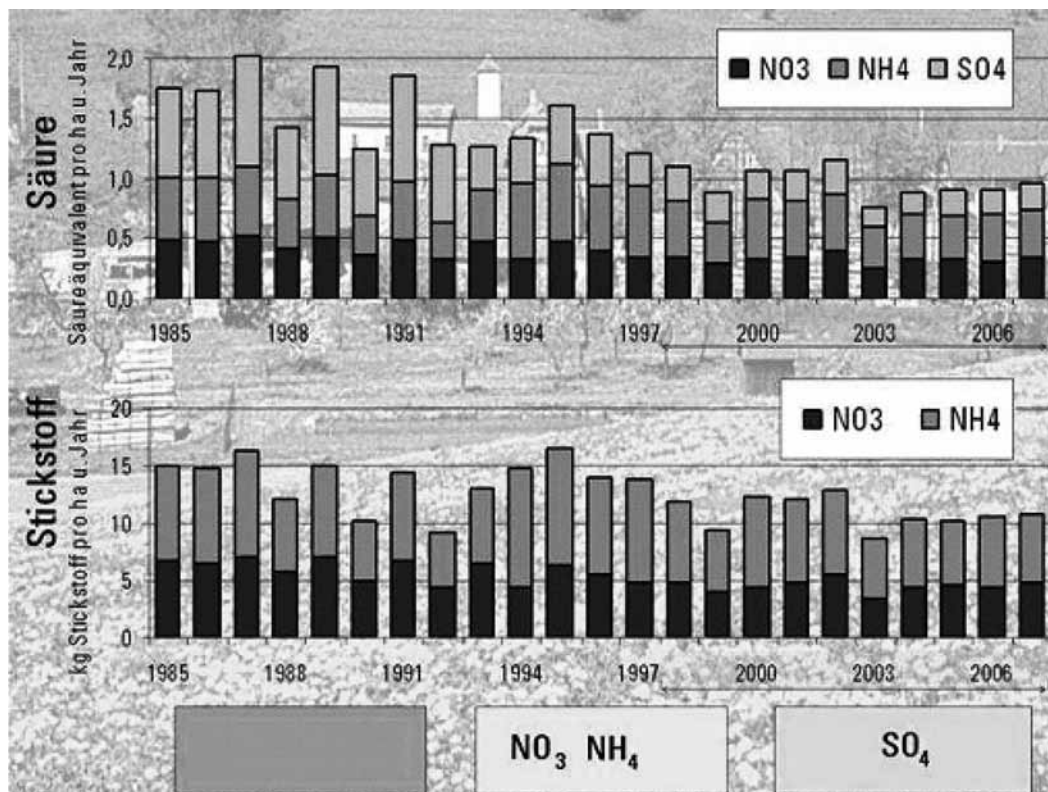 NO3 NH4 SO4
Säure
Säureäquivalent pro ha u. Jahr
2,0
1,5
1,0
0,5
0,0
1985 1988 1991 1994 1997 2000 2003 2006
NO3 NH4
Stickstoff
kg Stickstoff pro ha u. Jahr
20
15
10
5
0
1985 1988 1991 1994 1997 2000 2003 2006
NO₃ NH₄
SO₄